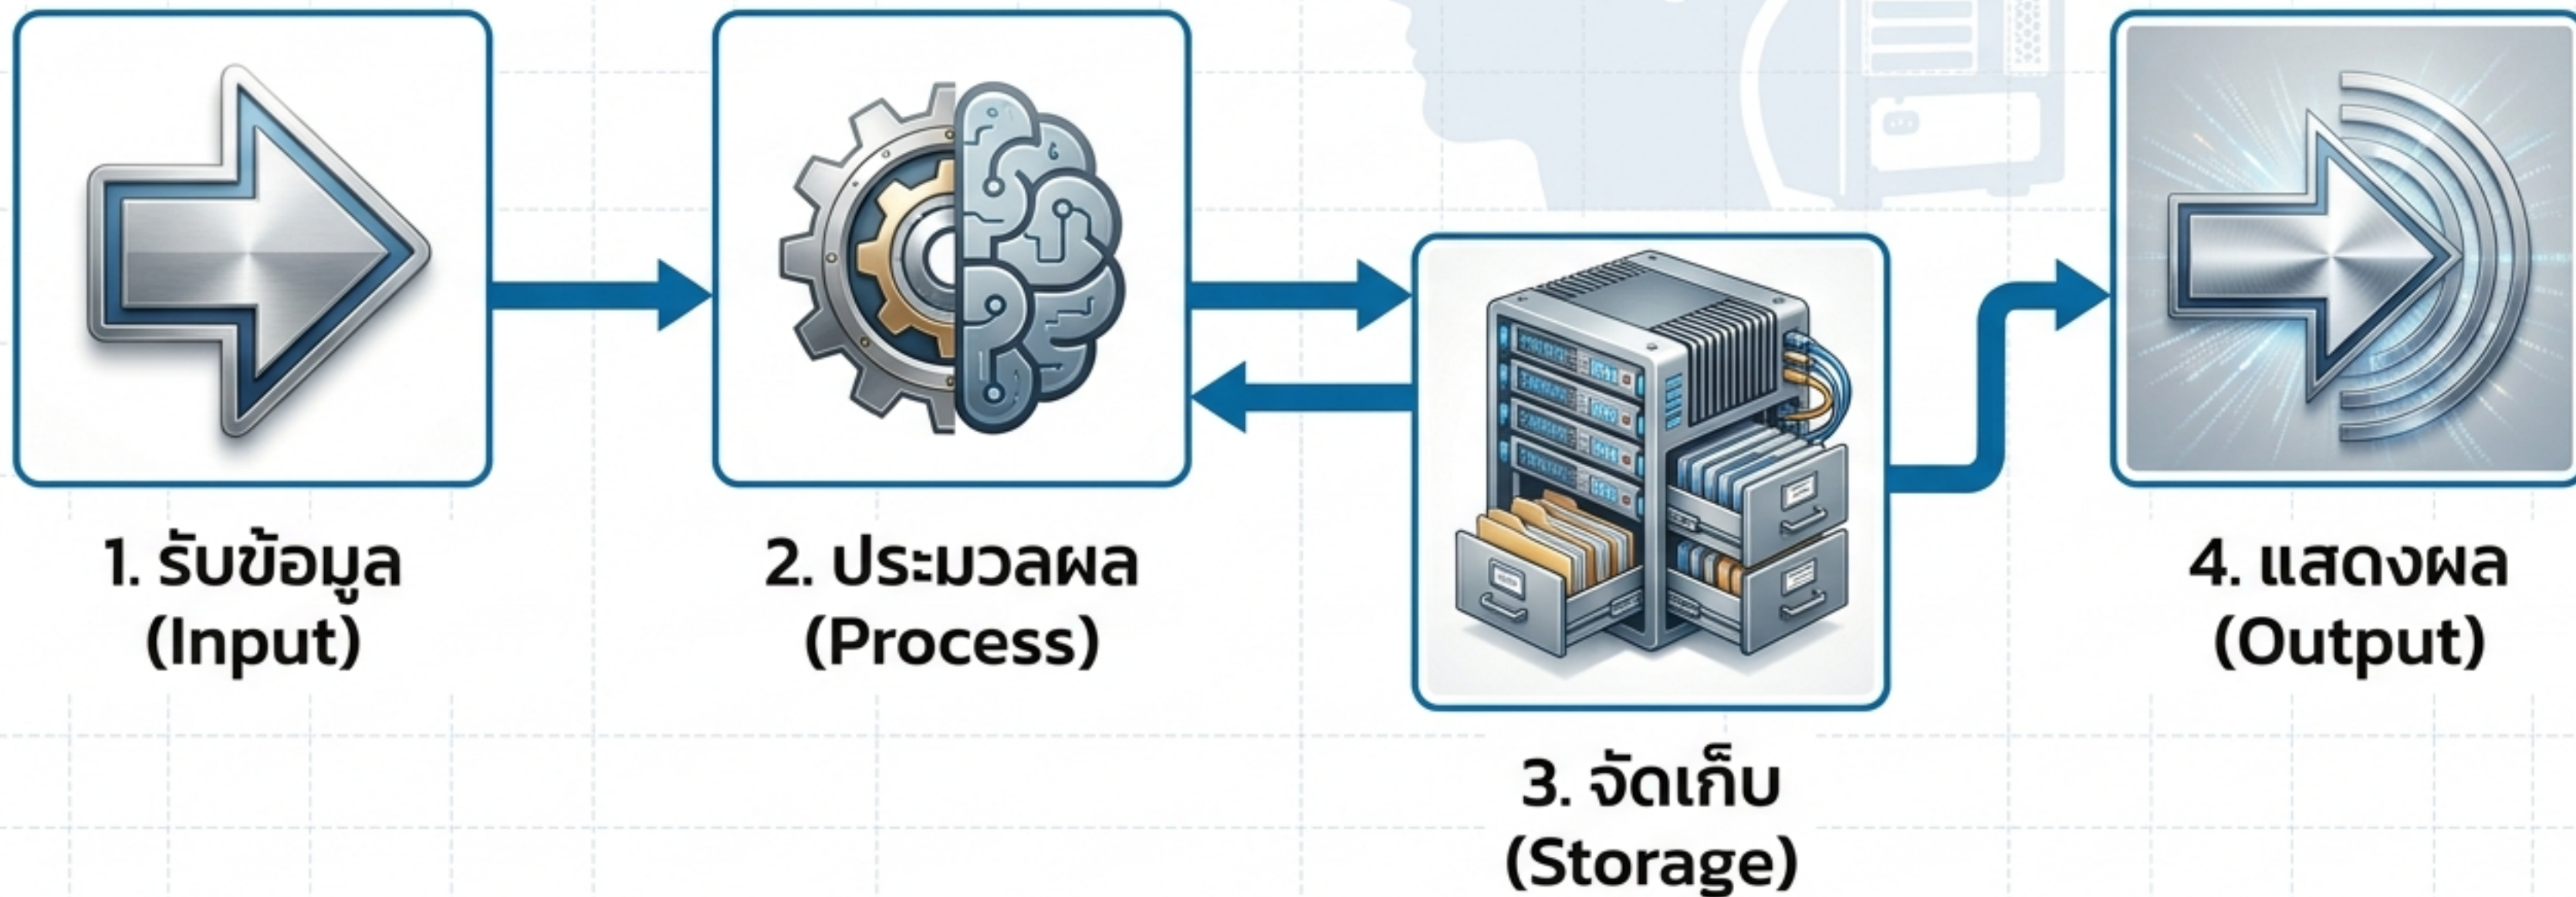 1. รับข้อมูล
(Input)
2. ประมวลผล
(Process)
3. จัดเก็บ
(Storage)
4. แสดงผล
(Output)